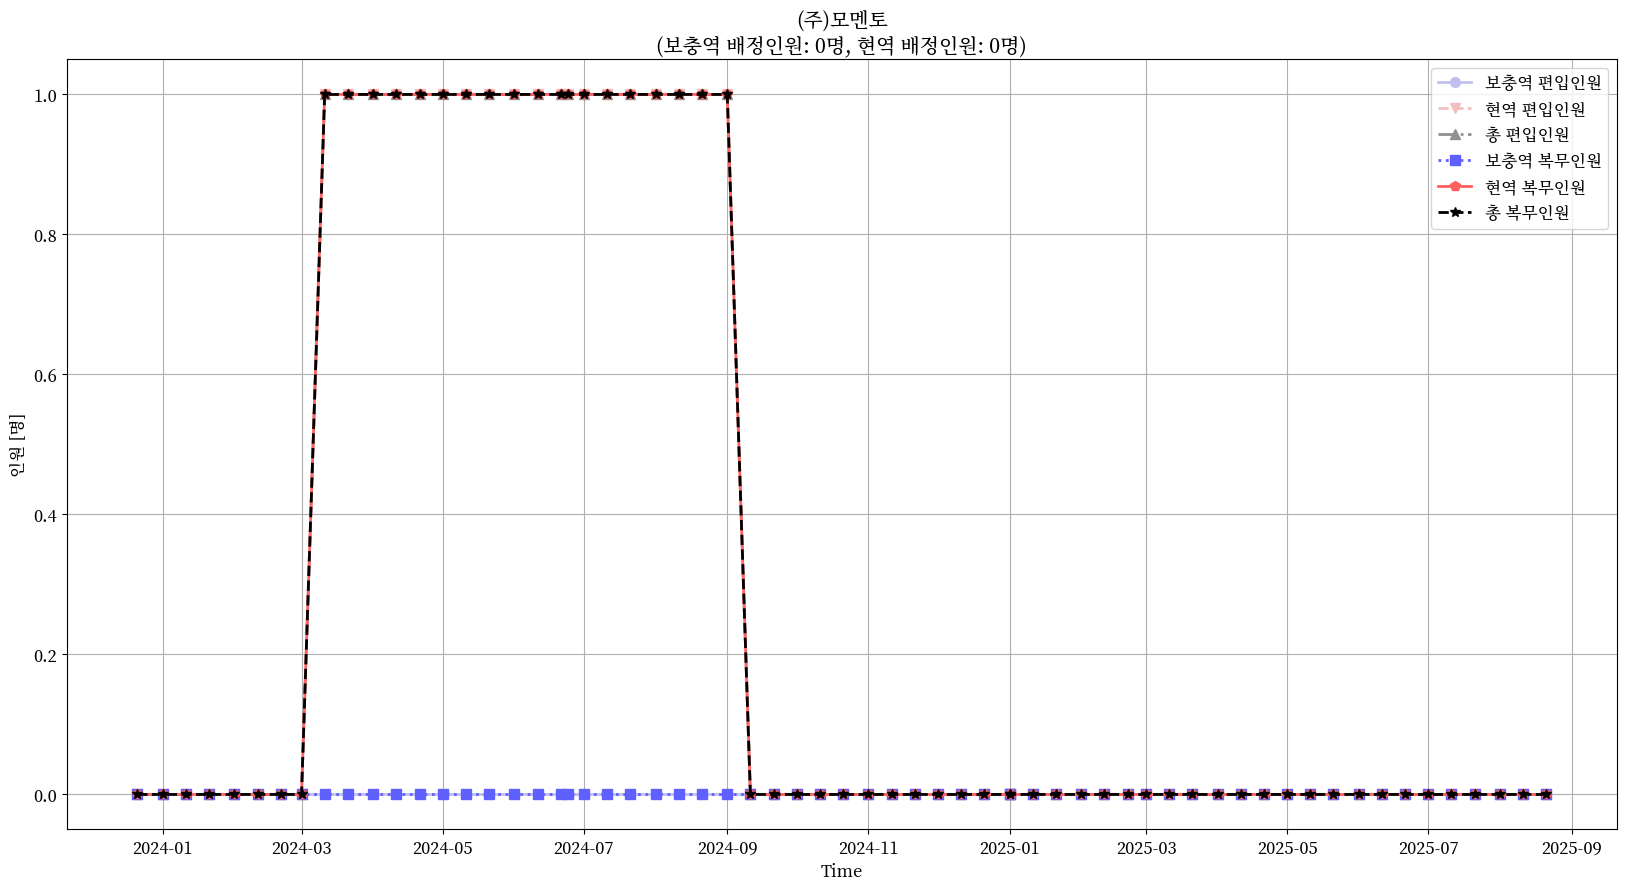 (주)모멘토
(보충역 배정인원: 0명, 현역 배정인원: 0명)
보충역 편입인원
현역 편입인원
총 편입인원
보충역 복무인원
현역 복무인원
총 복무인원
1.0
0.8
0.6
0.4
0.2
0.0
인원 [명]
2024-01 2024-03 2024-05 2024-07 2024-09 2024-11 2025-01 2025-03 2025-05 2025-07 2025-09
Time